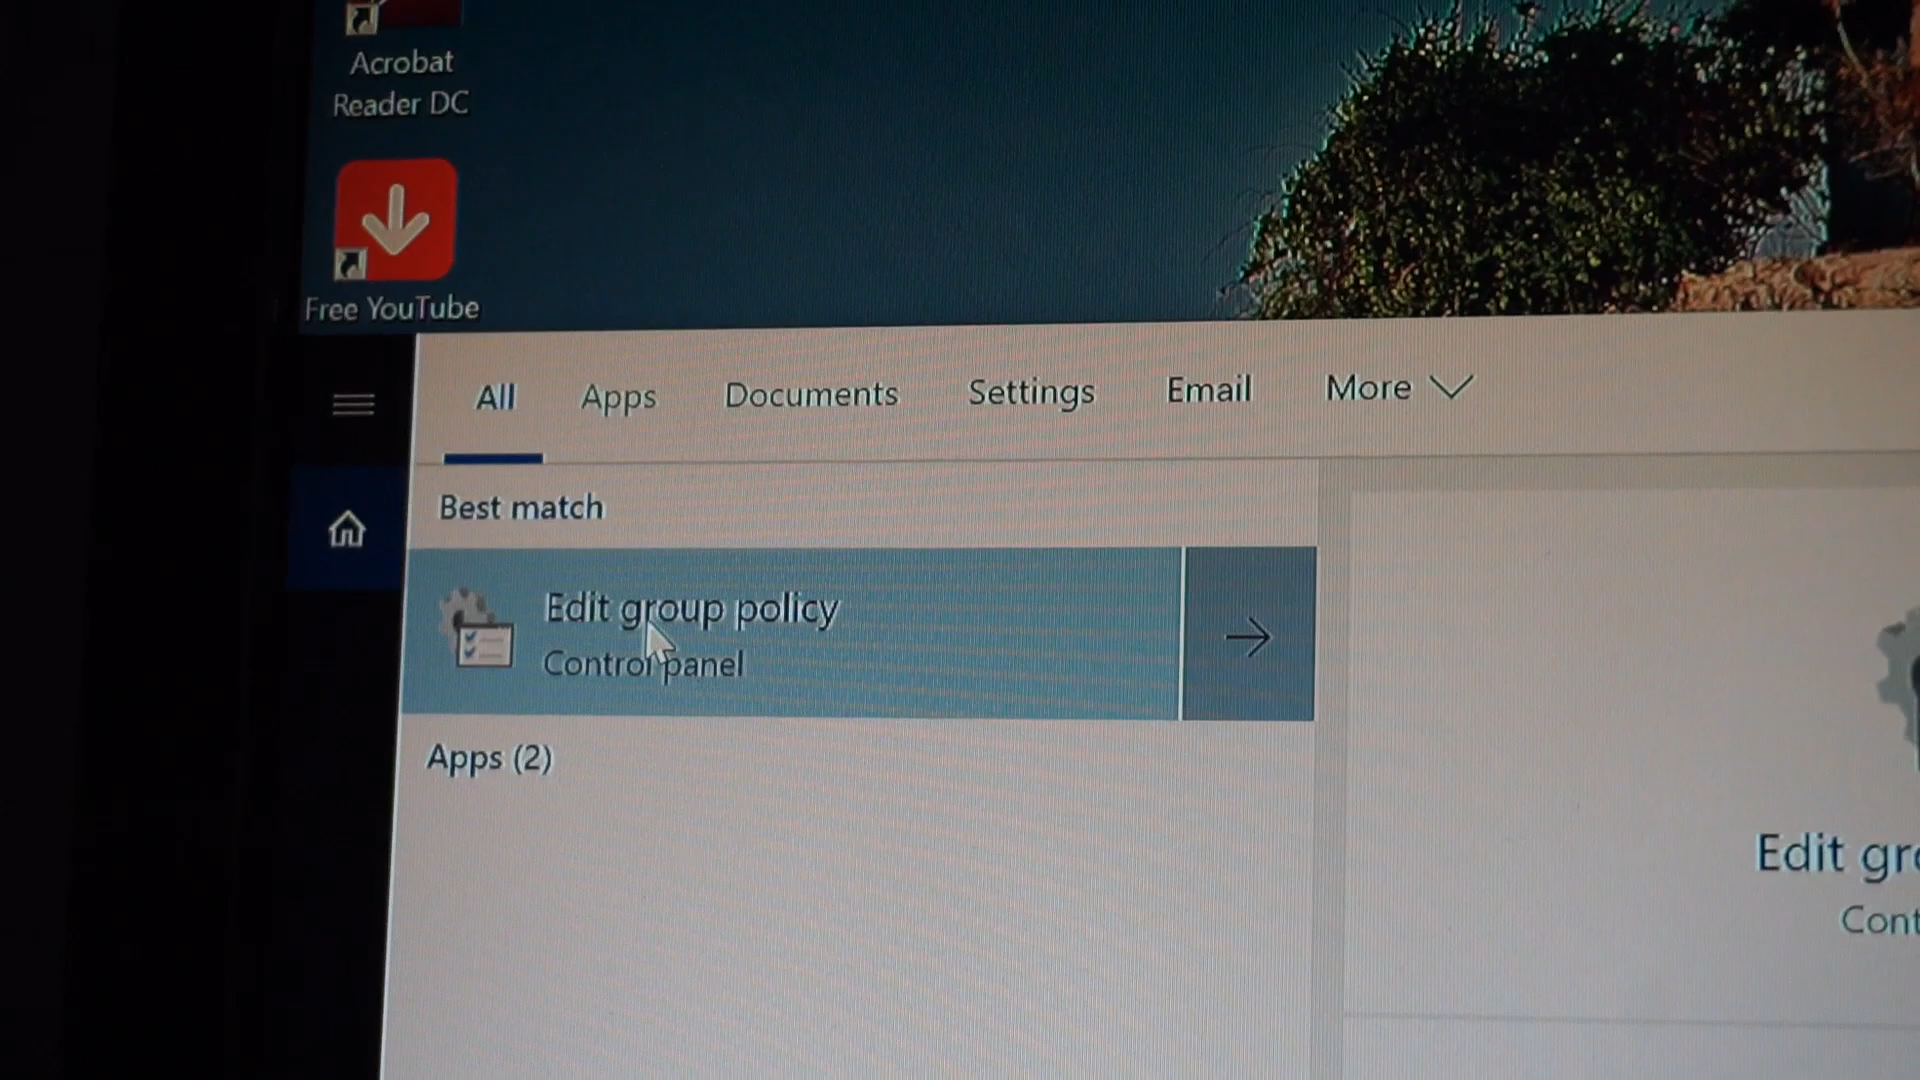 Acrobat
Reader DC
Free YouTube
All Apps Documents Settings Email More
Best match
Edit group policy
Control panel
Apps (2)
Edit